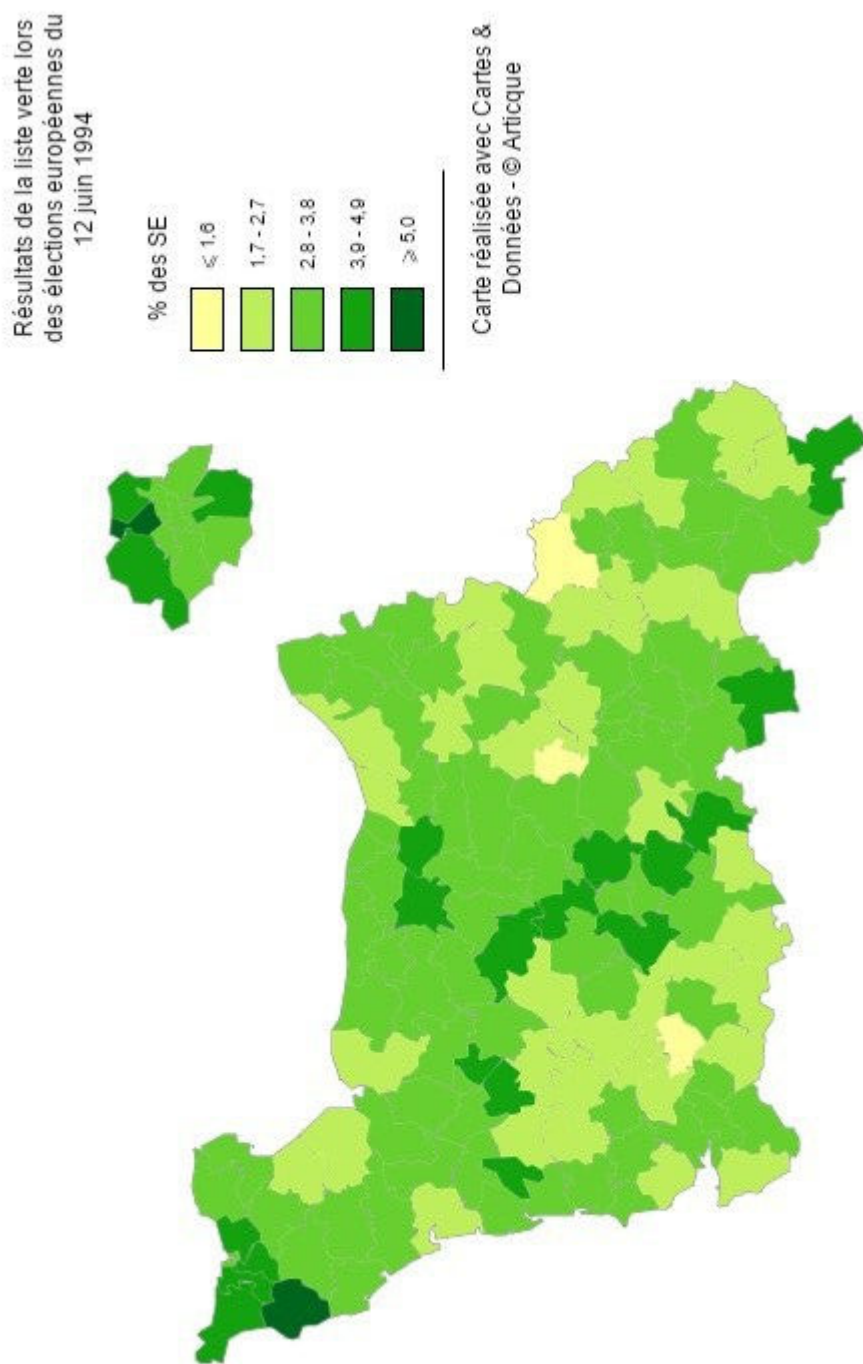 Résultats de la liste verte lors
des élections européennes du
12 juin 1994
% des SE
⩽ 1,6
1,7 - 2,7
2,8 - 3,8
3,9 - 4,9
⩾ 5,0
Carte réalisée avec Cartes &
Données - © Articque